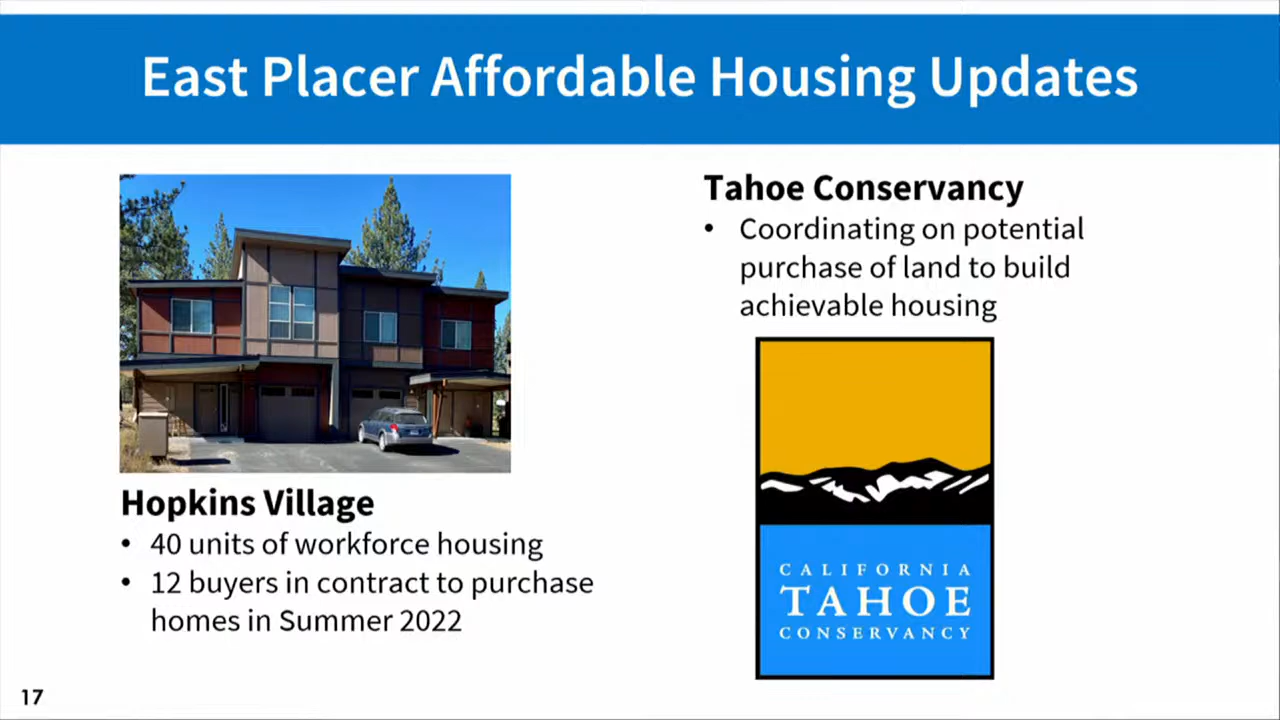 East Placer Affordable Housing Updates
Hopkins Village
• 40 units of workforce housing
• 12 buyers in contract to purchase
homes in Summer 2022
Tahoe Conservancy
• Coordinating on potential
purchase of land to build
achievable housing
CALIFORNIA
TAHOE
CONSERVANCY
17